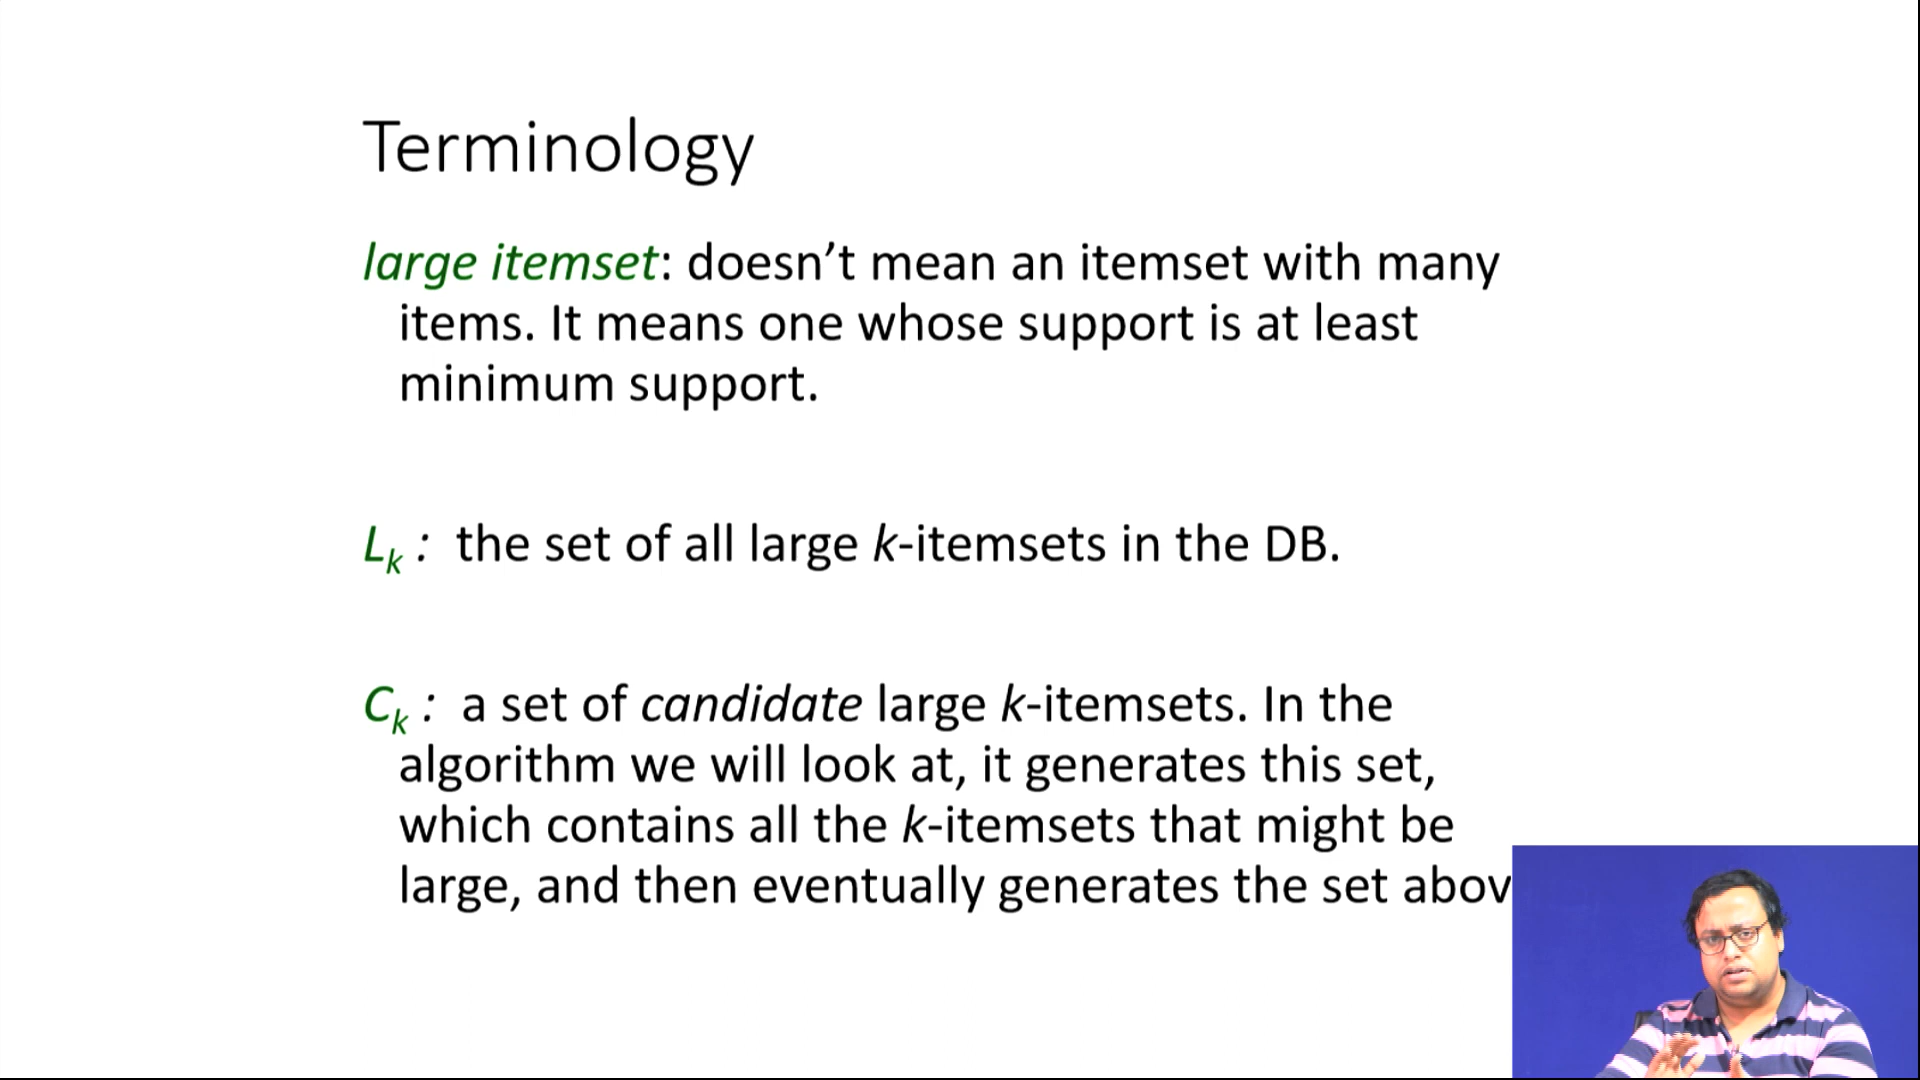 Terminology
large itemset: doesn’t mean an itemset with many
items. It means one whose support is at least
minimum support.
Lk : the set of all large k-itemsets in the DB.
Ck : a set of candidate large k-itemsets. In the
algorithm we will look at, it generates this set,
which contains all the k-itemsets that might be
large, and then eventually generates the set abov